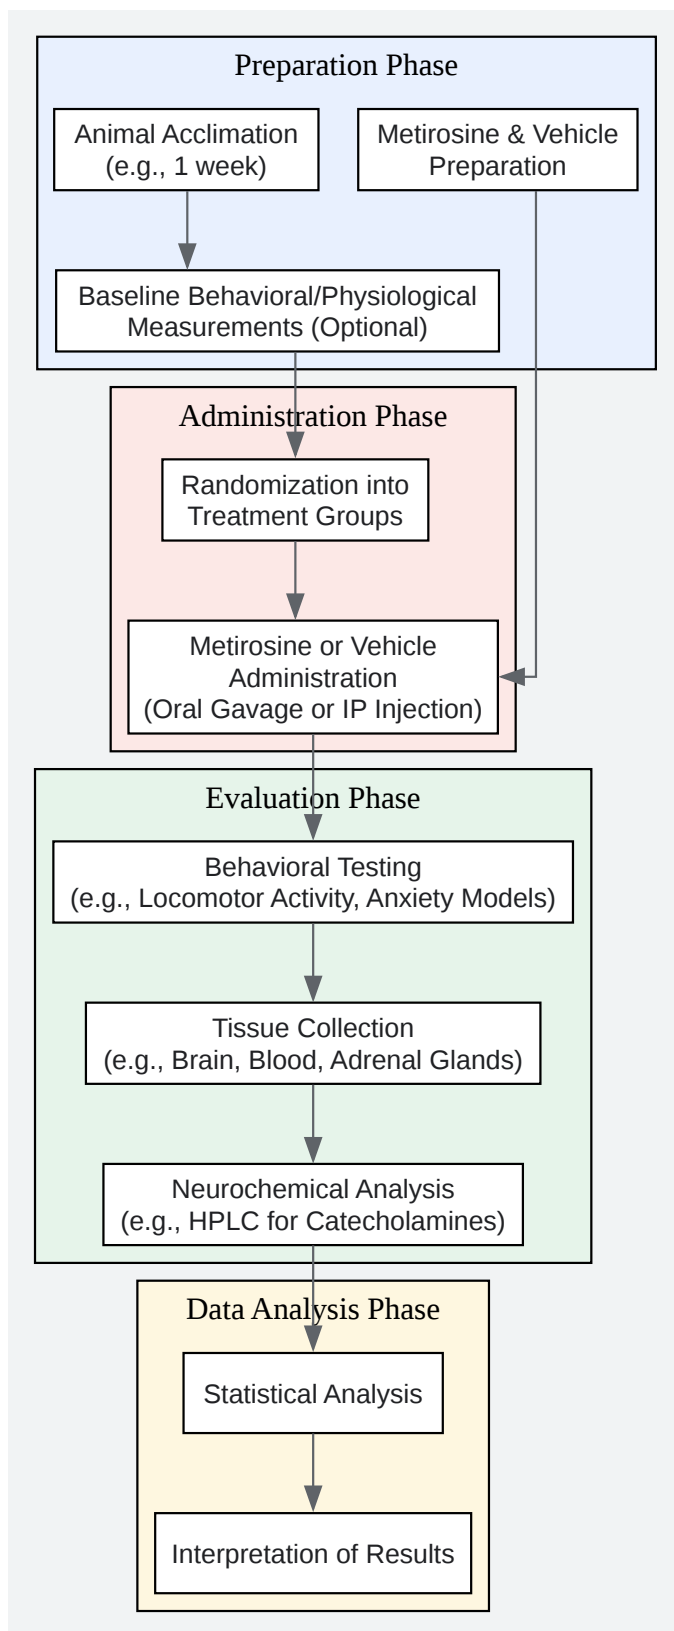 Preparation Phase
Animal Acclimation
(e.g., 1 week)
Metirosine & Vehicle
Preparation
Baseline Behavioral/Physiological
Measurements (Optional)
Administration Phase
Randomization into
Treatment Groups
Metirosine or Vehicle
Administration
(Oral Gavage or IP Injection)
Evaluation Phase
Behavioral Testing
(e.g., Locomotor Activity, Anxiety Models)
Tissue Collection
(e.g., Brain, Blood, Adrenal Glands)
Neurochemical Analysis
(e.g., HPLC for Catecholamines)
Data Analysis Phase
Statistical Analysis
Interpretation of Results